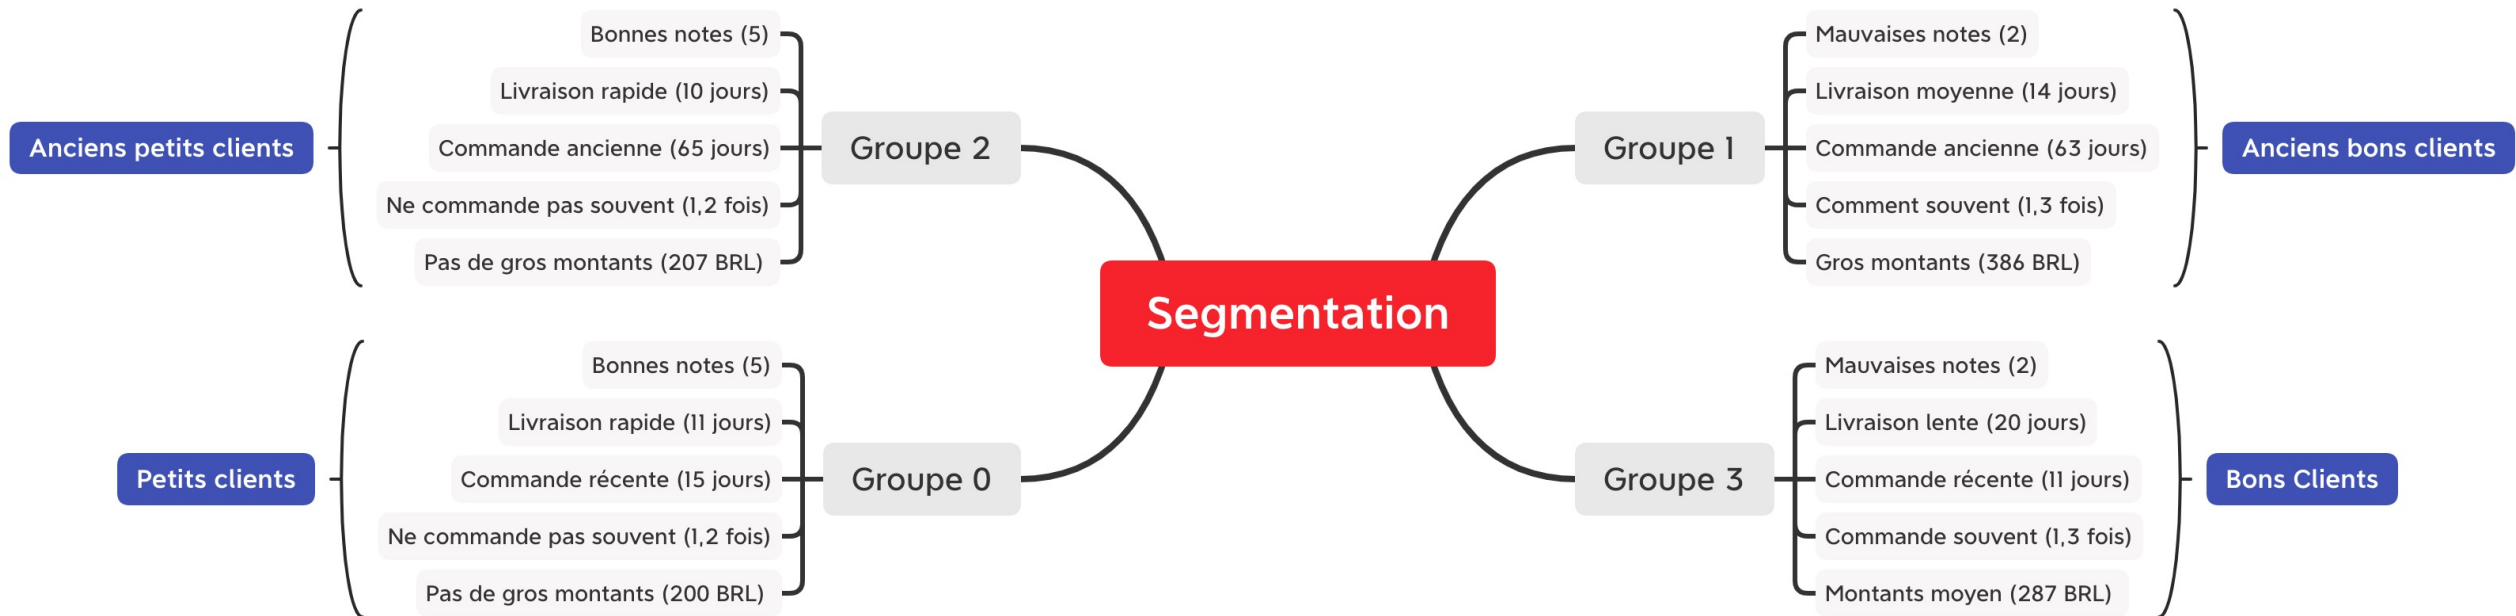 Segmentation
Groupe 2
Bonnes notes (5)
Livraison rapide (10 jours)
Commande ancienne (65 jours)
Ne commande pas souvent (1,2 fois)
Pas de gros montants (207 BRL)
Anciens petits clients
Groupe 0
Bonnes notes (5)
Livraison rapide (11 jours)
Commande récente (15 jours)
Ne commande pas souvent (1,2 fois)
Pas de gros montants (200 BRL)
Petits clients
Groupe 1
Mauvaises notes (2)
Livraison moyenne (14 jours)
Commande ancienne (63 jours)
Comment souvent (1,3 fois)
Gros montants (386 BRL)
Anciens bons clients
Groupe 3
Mauvaises notes (2)
Livraison lente (20 jours)
Commande récente (11 jours)
Commande souvent (1,3 fois)
Montants moyen (287 BRL)
Bons Clients